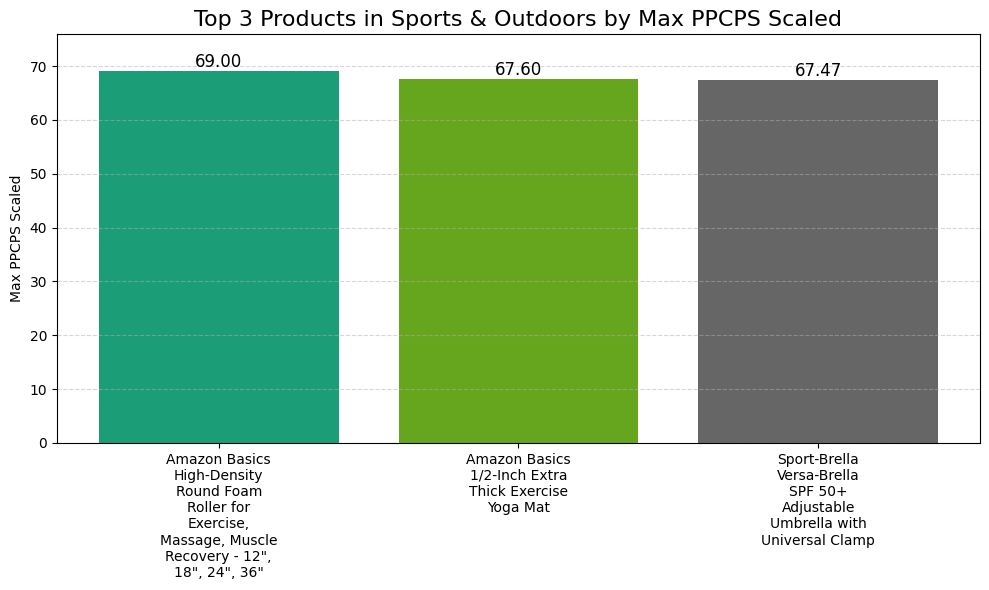 Top 3 Products in Sports & Outdoors by Max PPCPS Scaled
Max PPCPS Scaled
70
60
50
40
30
20
10
0
69.00
67.60
67.47
Amazon Basics
High-Density
Round Foam
Roller for
Exercise,
Massage, Muscle
Recovery - 12",
18", 24", 36"
Amazon Basics
1/2-Inch Extra
Thick Exercise
Yoga Mat
Sport-Brella
Versa-Brella
SPF 50+
Adjustable
Umbrella with
Universal Clamp